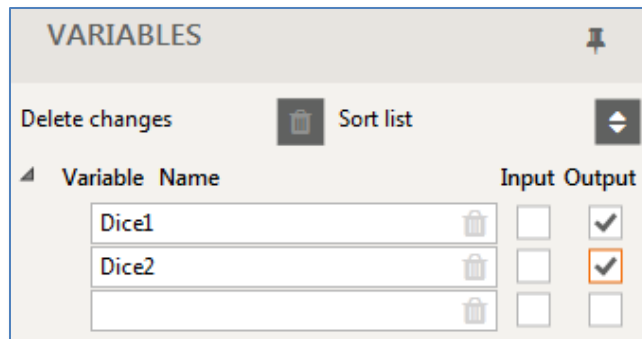 VARIABLES
Delete changes Sort list
Variable Name Input Output
Dice1
Dice2